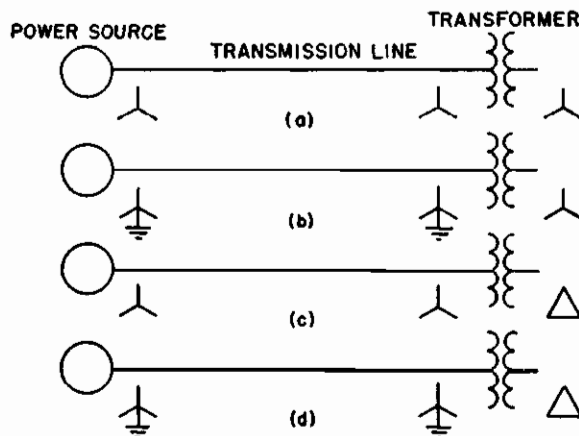 TRANSFORMER
POWER SOURCE
TRANSMISSION LINE
(a)
(b)
(c)
(d)